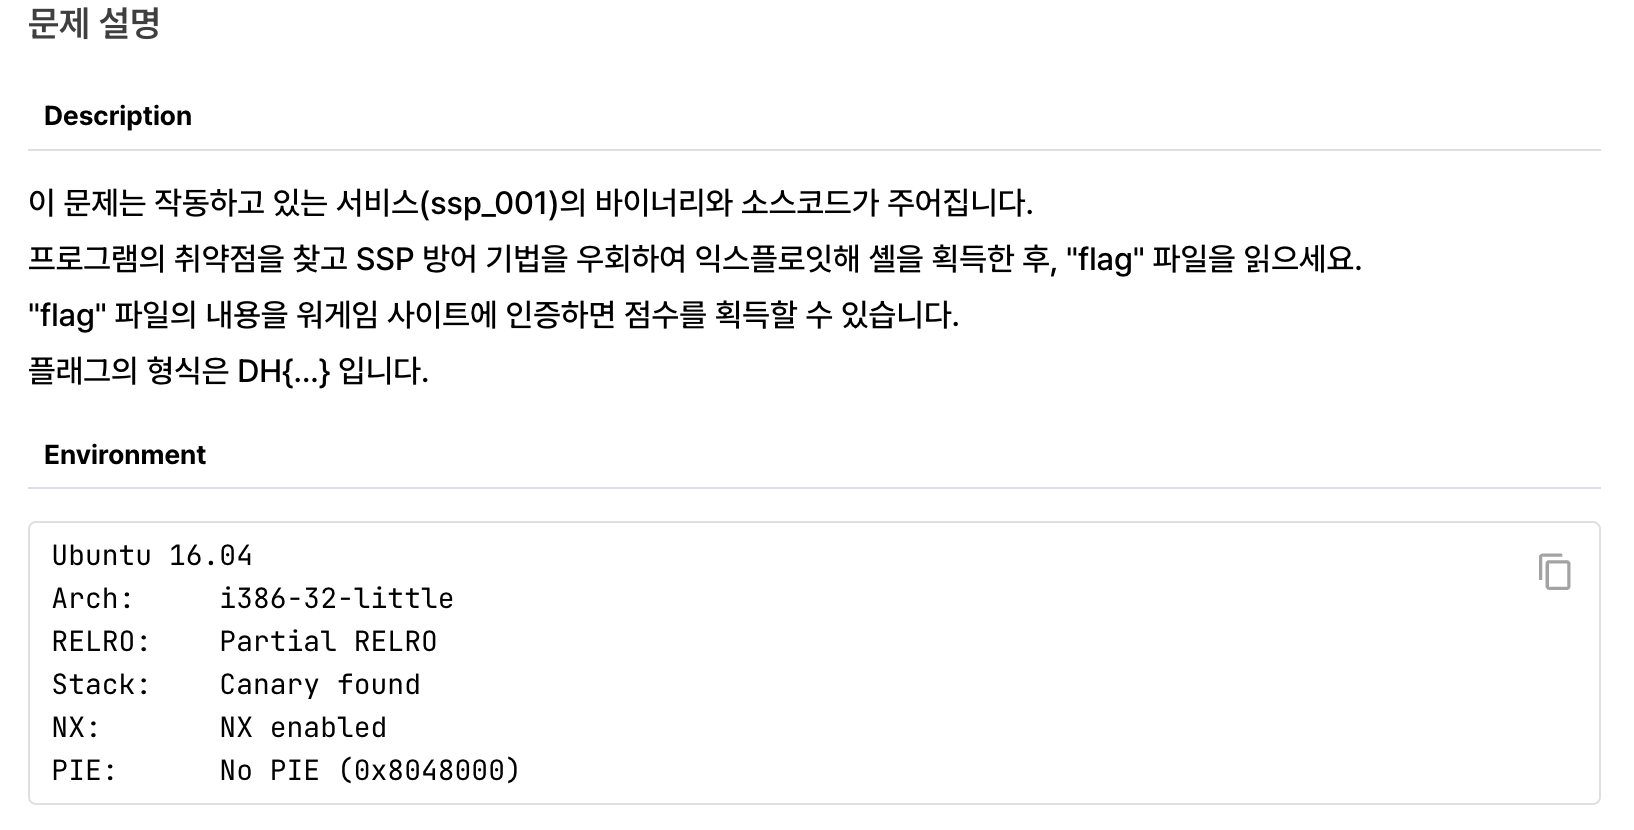 문제 설명
Description
이 문제는 작동하고 있는 서비스(ssp_001)의 바이너리와 소스코드가 주어집니다.
프로그램의 취약점을 찾고 SSP 방어 기법을 우회하여 익스플로잇해 셸을 획득한 후, "flag" 파일을 읽으세요.
"flag" 파일의 내용을 워게임 사이트에 인증하면 점수를 획득할 수 있습니다.
플래그의 형식은 DH{...} 입니다.
Environment
Ubuntu 16.04
Arch:     i386-32-little
RELRO:    Partial RELRO
Stack:    Canary found
NX:       NX enabled
PIE:      No PIE (0x8048000)